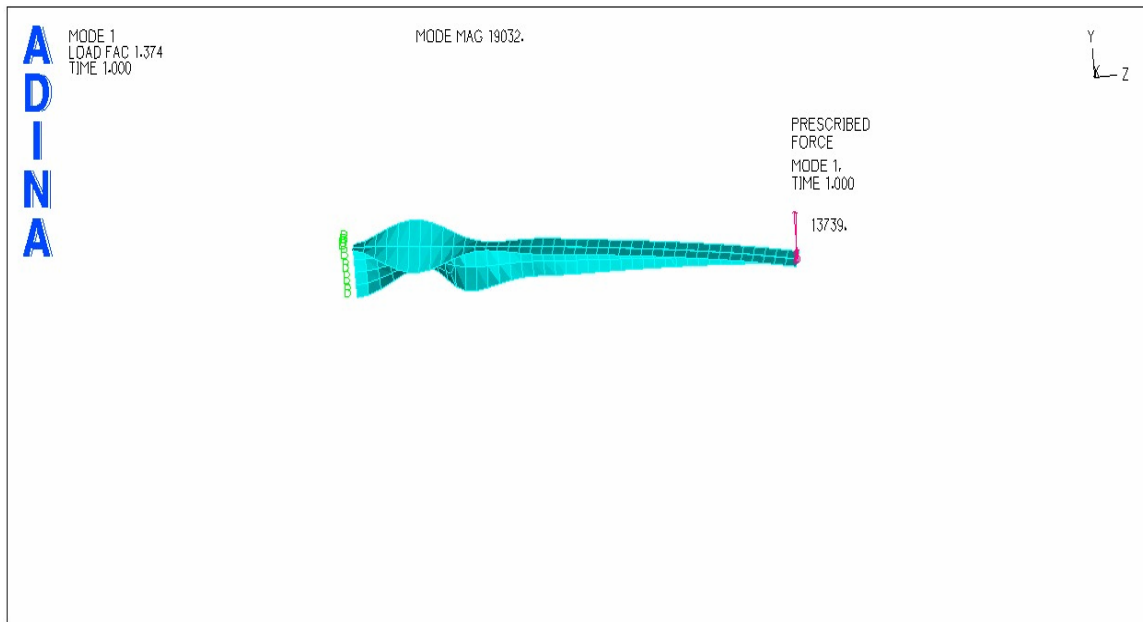 ADINA
MODE 1
LOAD FAC 1.374
TIME 1.000
MODE MAG 19032.
Y
X
Z
PRESCRIBED
FORCE
MODE 1,
TIME 1.000
13739.